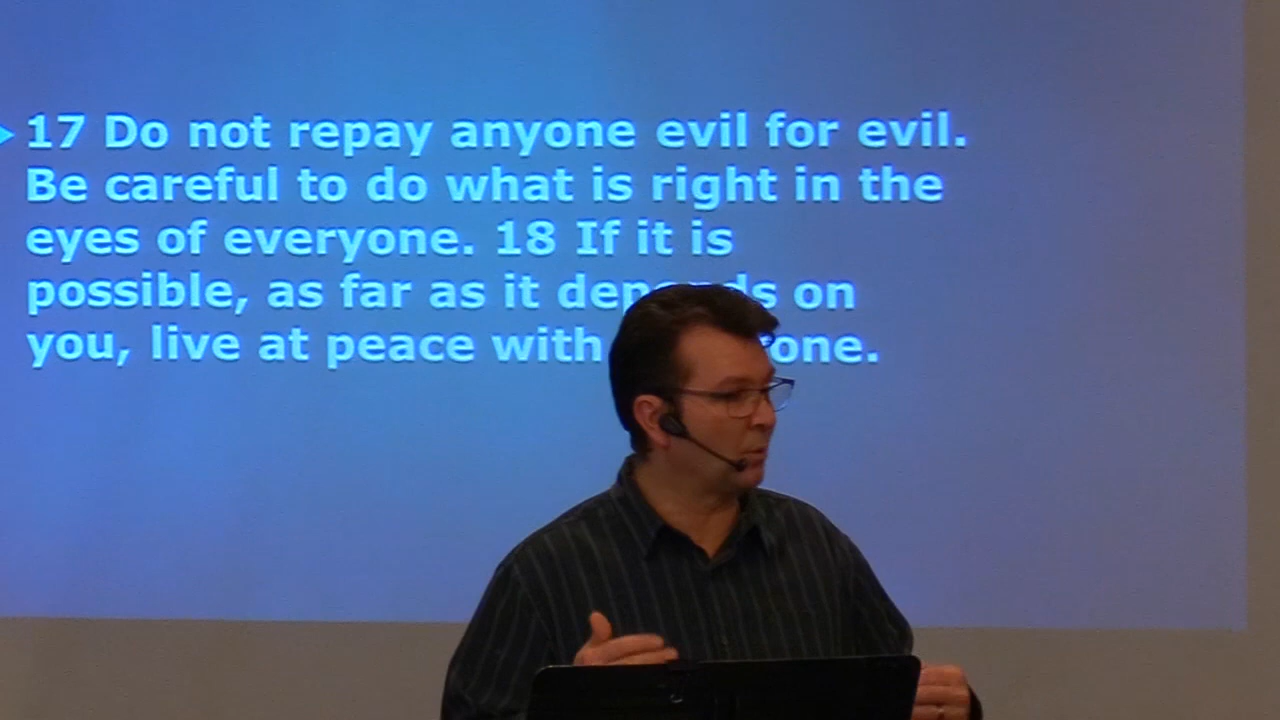 17 Do not repay anyone evil for evil.
Be careful to do what is right in the
eyes of everyone. 18 If it is
possible, as far as it depends on
you, live at peace with one.